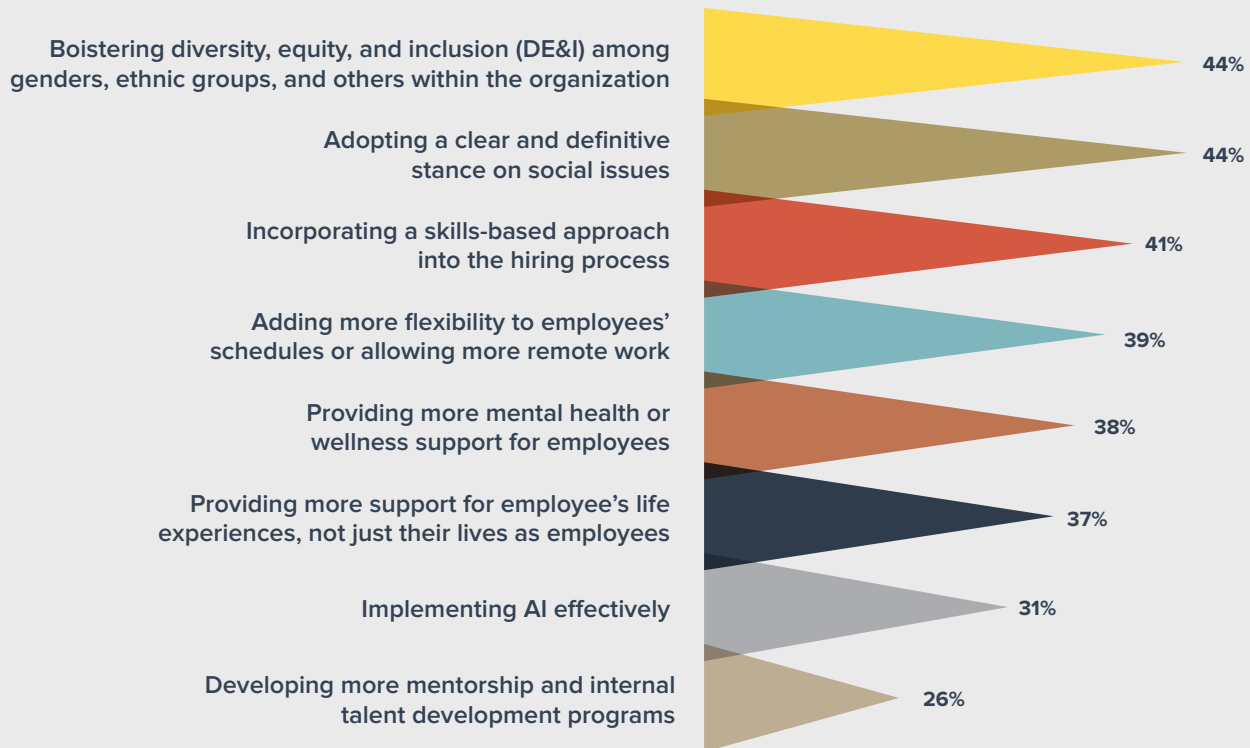 Boistering diversity, equity, and inclusion (DE&I) among
genders, ethnic groups, and others within the organization
44%
Adopting a clear and definitive
stance on social issues
44%
Incorporating a skills-based approach
into the hiring process
41%
Adding more flexibility to employees’
schedules or allowing more remote work
39%
Providing more mental health or
wellness support for employees
38%
Providing more support for employee’s life
experiences, not just their lives as employees
37%
Implementing AI effectively
31%
Developing more mentorship and internal
talent development programs
26%